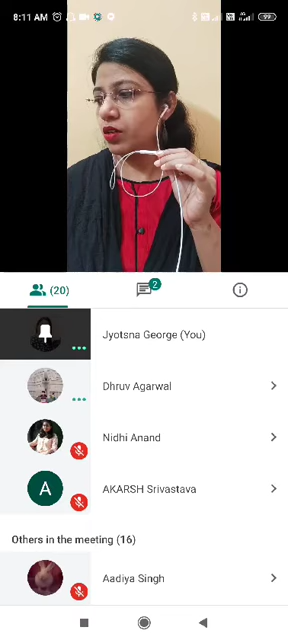 8:11 AM
99
(20)
2
Jyotsna George (You)
Dhruv Agarwal
Nidhi Anand
A
AKARSH Srivastava
Others in the meeting (16)
Aadiya Singh